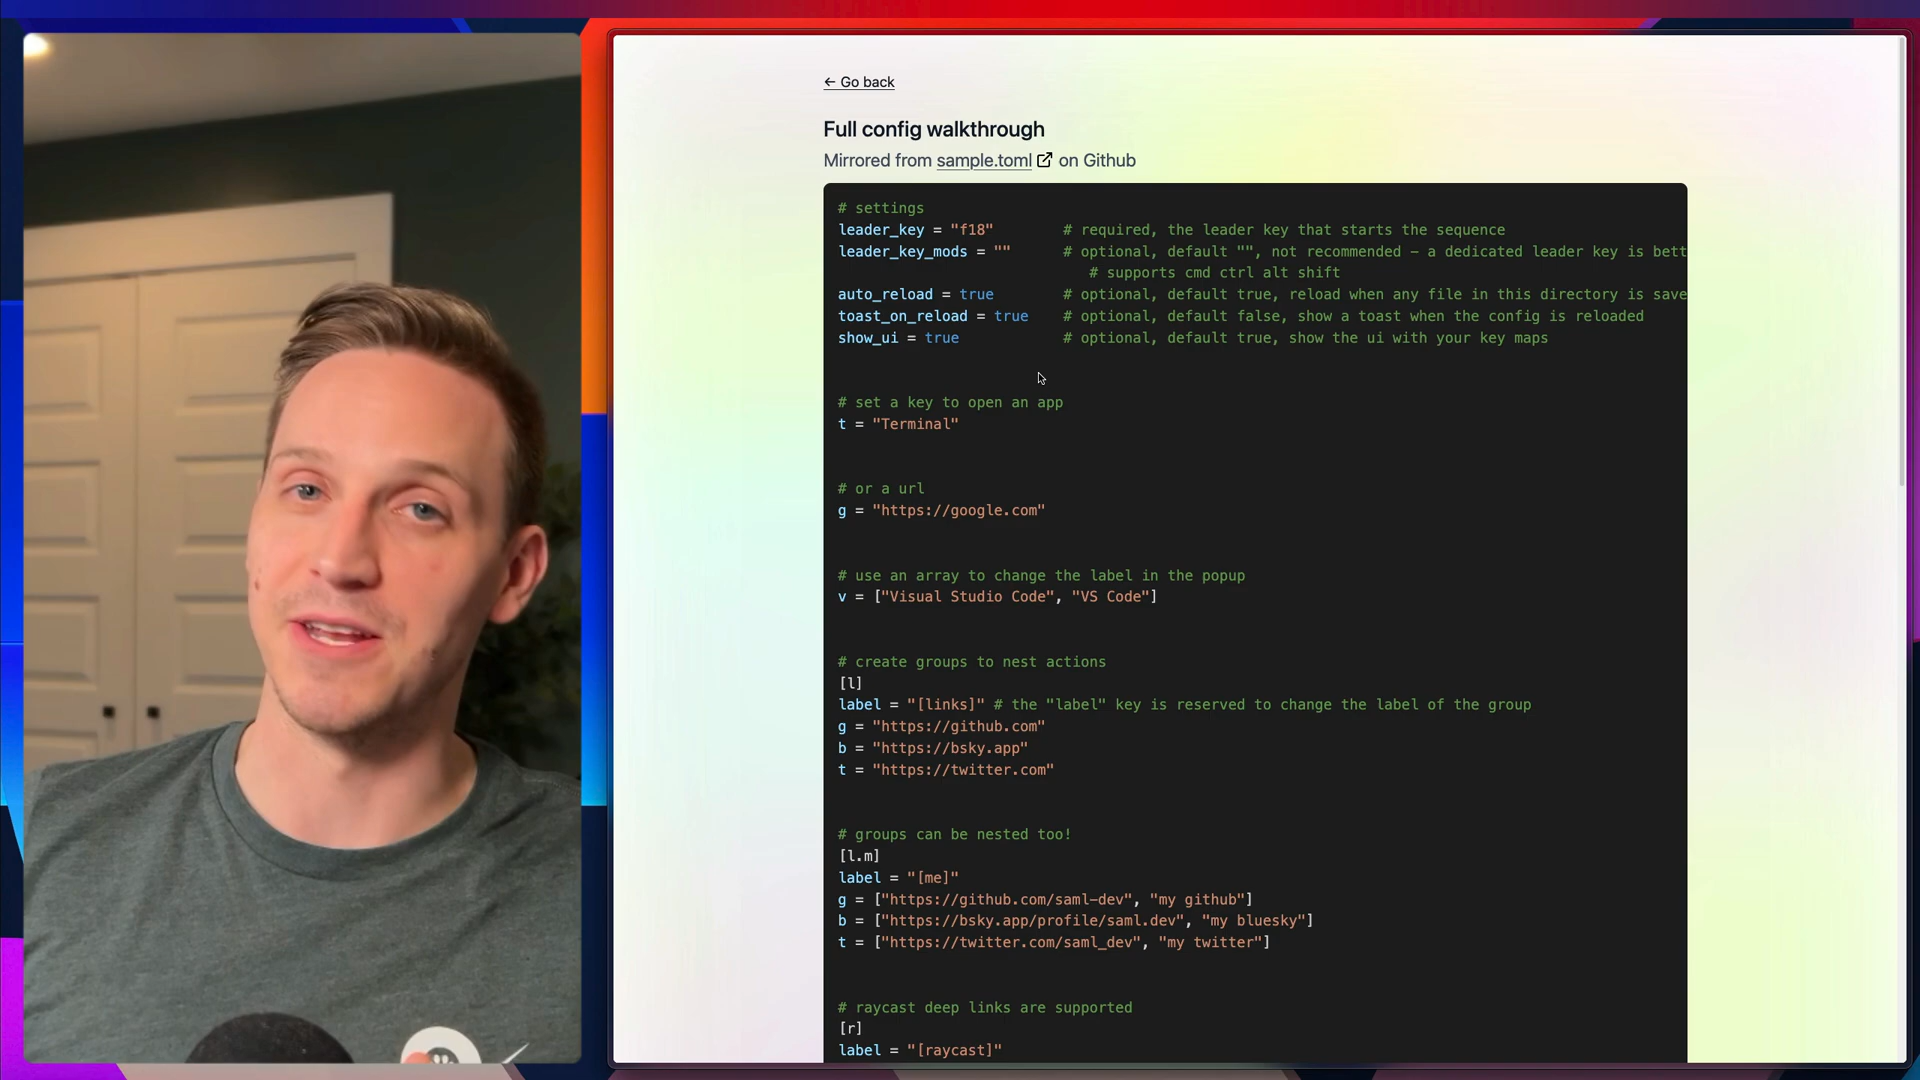 ← Go back
Full config walkthrough
Mirrored from sample.toml on Github
# settings
leader_key = "f18" # required, the leader key that starts the sequence
leader_key_mods = "" # optional, default "", not recommended – a dedicated leader key is bett
# supports cmd ctrl alt shift
auto_reload = true # optional, default true, reload when any file in this directory is save
toast_on_reload = true # optional, default false, show a toast when the config is reloaded
show_ui = true # optional, default true, show the ui with your key maps
# set a key to open an app
t = "Terminal"
# or a url
g = "https://google.com"
# use an array to change the label in the popup
v = ["Visual Studio Code", "VS Code"]
# create groups to nest actions
[l]
label = "[links]" # the "label" key is reserved to change the label of the group
g = "https://github.com"
b = "https://bsky.app"
t = "https://twitter.com"
# groups can be nested too!
[l.m]
label = "[me]"
g = ["https://github.com/saml-dev", "my github"]
b = ["https://bsky.app/profile/saml.dev", "my bluesky"]
t = ["https://twitter.com/saml_dev", "my twitter"]
# raycast deep links are supported
[r]
label = "[raycast]"